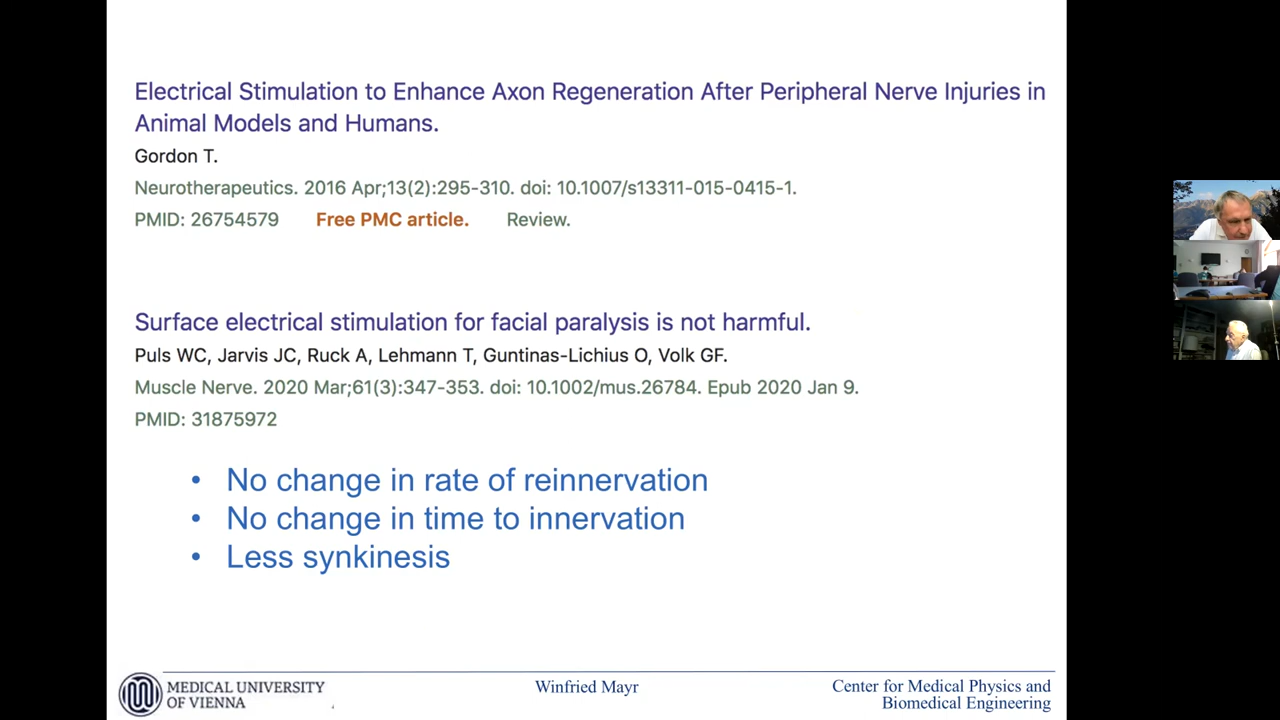 Electrical Stimulation to Enhance Axon Regeneration After Peripheral Nerve Injuries in
Animal Models and Humans.
Gordon T.
Neurotherapeutics. 2016 Apr;13(2):295-310. doi: 10.1007/s13311-015-0415-1.
PMID: 26754579 Free PMC article. Review.
Surface electrical stimulation for facial paralysis is not harmful.
Puls WC, Jarvis JC, Ruck A, Lehmann T, Guntinas-Lichius O, Volk GF.
Muscle Nerve. 2020 Mar;61(3):347-353. doi: 10.1002/mus.26784. Epub 2020 Jan 9.
PMID: 31875972
• No change in rate of reinnervation
• No change in time to innervation
• Less synkinesis
MEDICAL UNIVERSITY
OF VIENNA
Winfried Mayr
Center for Medical Physics and
Biomedical Engineering